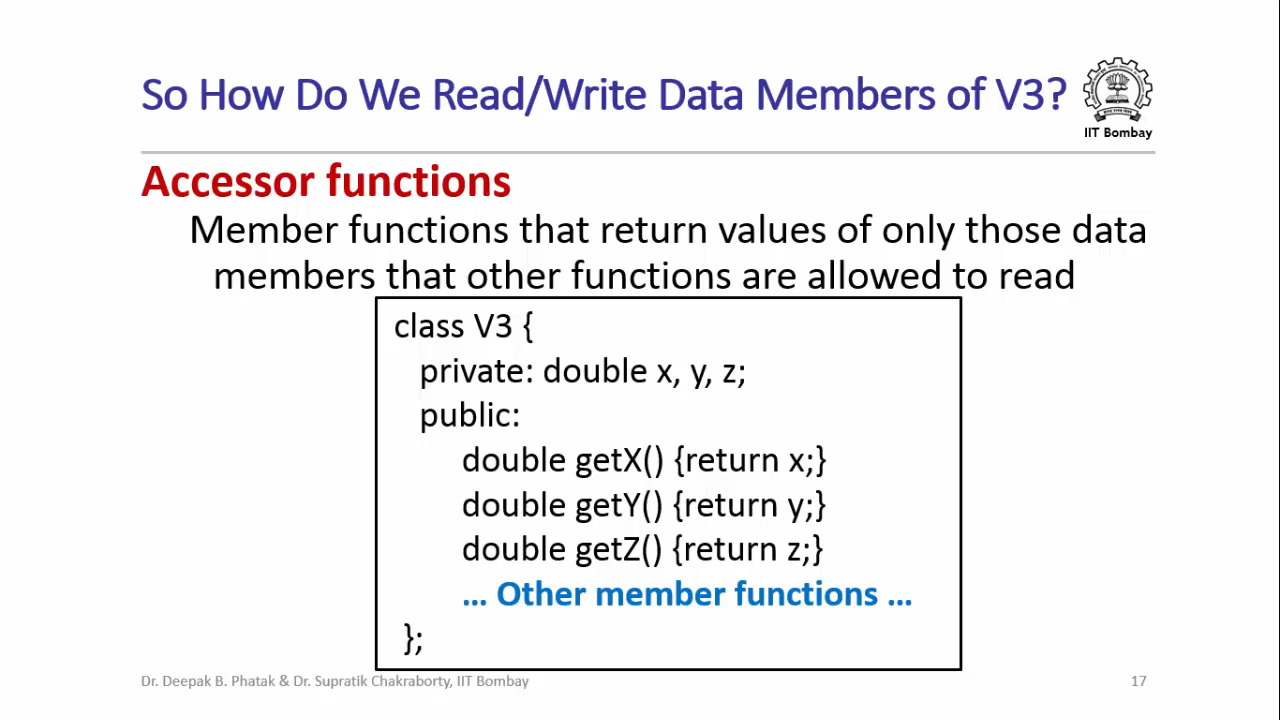 So How Do We Read/Write Data Members of V3?
IIT Bombay
Accessor functions
Member functions that return values of only those data
members that other functions are allowed to read
class V3 {
private: double x, y, z;
public:
double getX() {return x;}
double getY() {return y;}
double getZ() {return z;}
... Other member functions ...
};
Dr. Deepak B. Phatak & Dr. Supratik Chakraborty, IIT Bombay
17